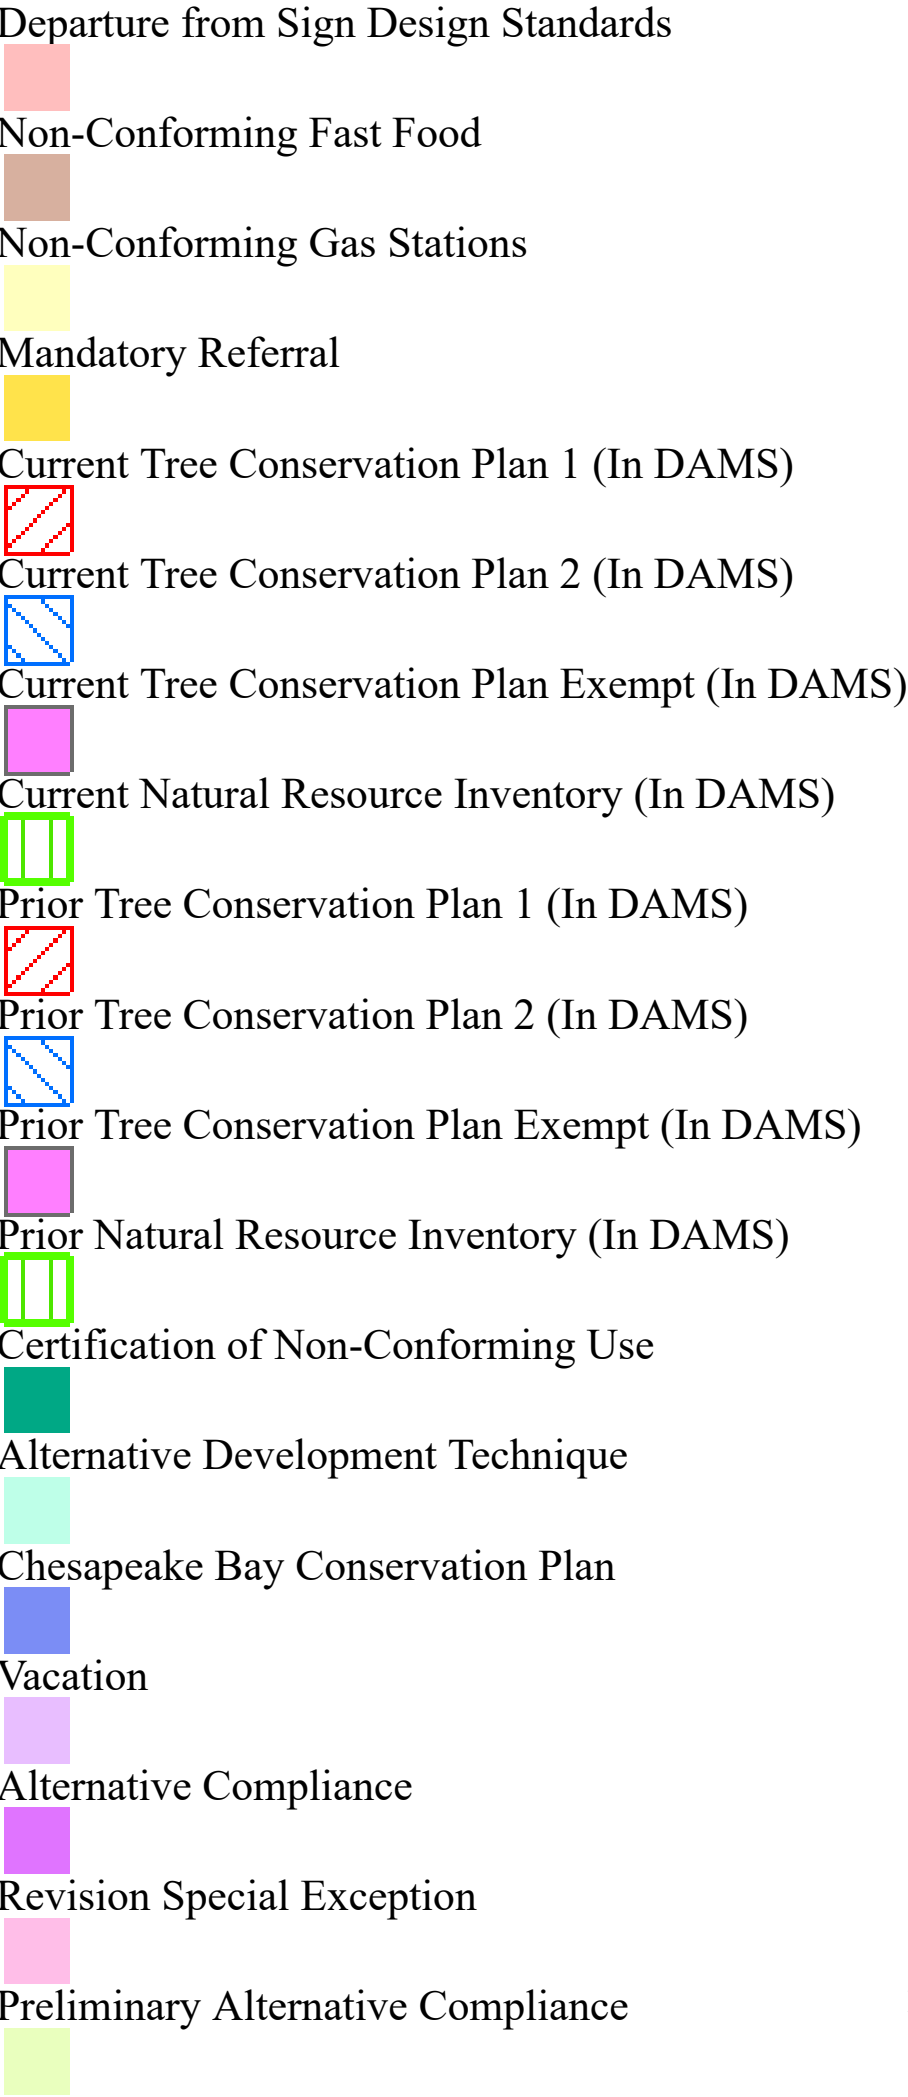 Departure from Sign Design Standards
Non-Conforming Fast Food
Non-Conforming Gas Stations
Mandatory Referral
Current Tree Conservation Plan 1 (In DAMS)
Current Tree Conservation Plan 2 (In DAMS)
Current Tree Conservation Plan Exempt (In DAMS)
Current Natural Resource Inventory (In DAMS)
Prior Tree Conservation Plan 1 (In DAMS)
Prior Tree Conservation Plan 2 (In DAMS)
Prior Tree Conservation Plan Exempt (In DAMS)
Prior Natural Resource Inventory (In DAMS)
Certification of Non-Conforming Use
Alternative Development Technique
Chesapeake Bay Conservation Plan
Vacation
Alternative Compliance
Revision Special Exception
Preliminary Alternative Compliance